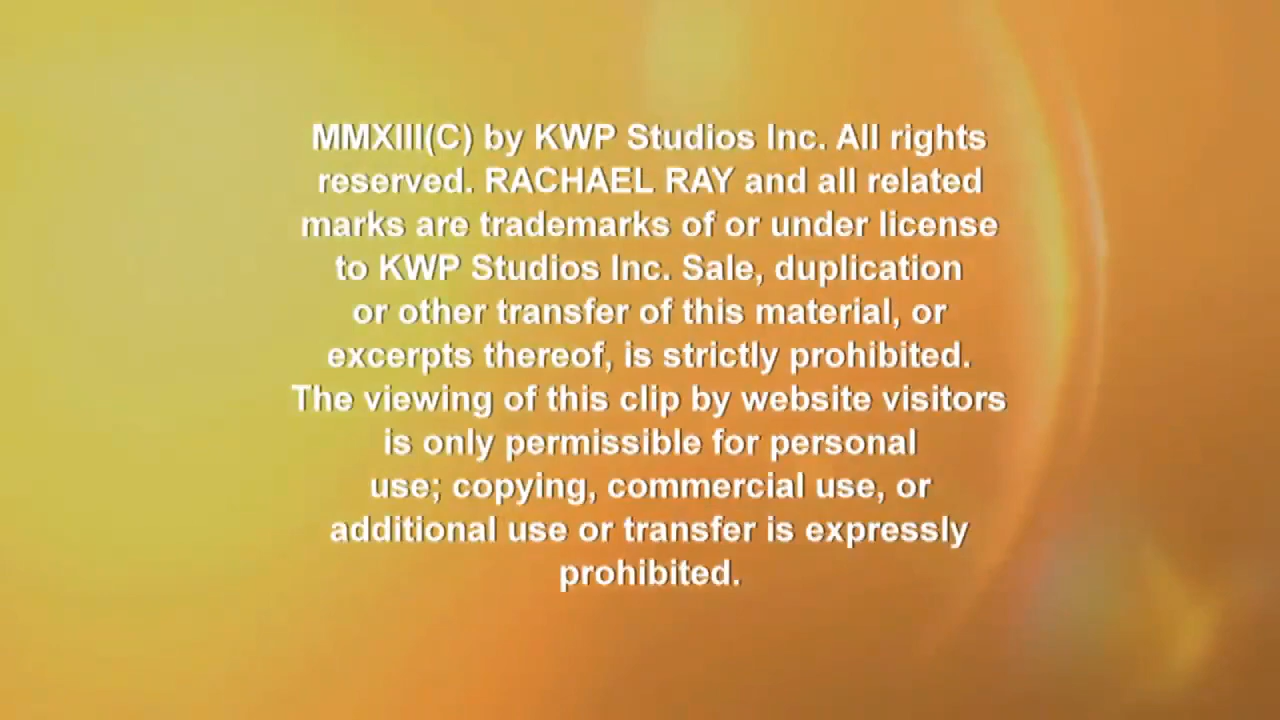 MMXIII(C) by KWP Studios Inc. All rights
reserved. RACHAEL RAY and all related
marks are trademarks of or under license
to KWP Studios Inc. Sale, duplication
or other transfer of this material, or
excerpts thereof, is strictly prohibited.
The viewing of this clip by website visitors
is only permissible for personal
use; copying, commercial use, or
additional use or transfer is expressly
prohibited.